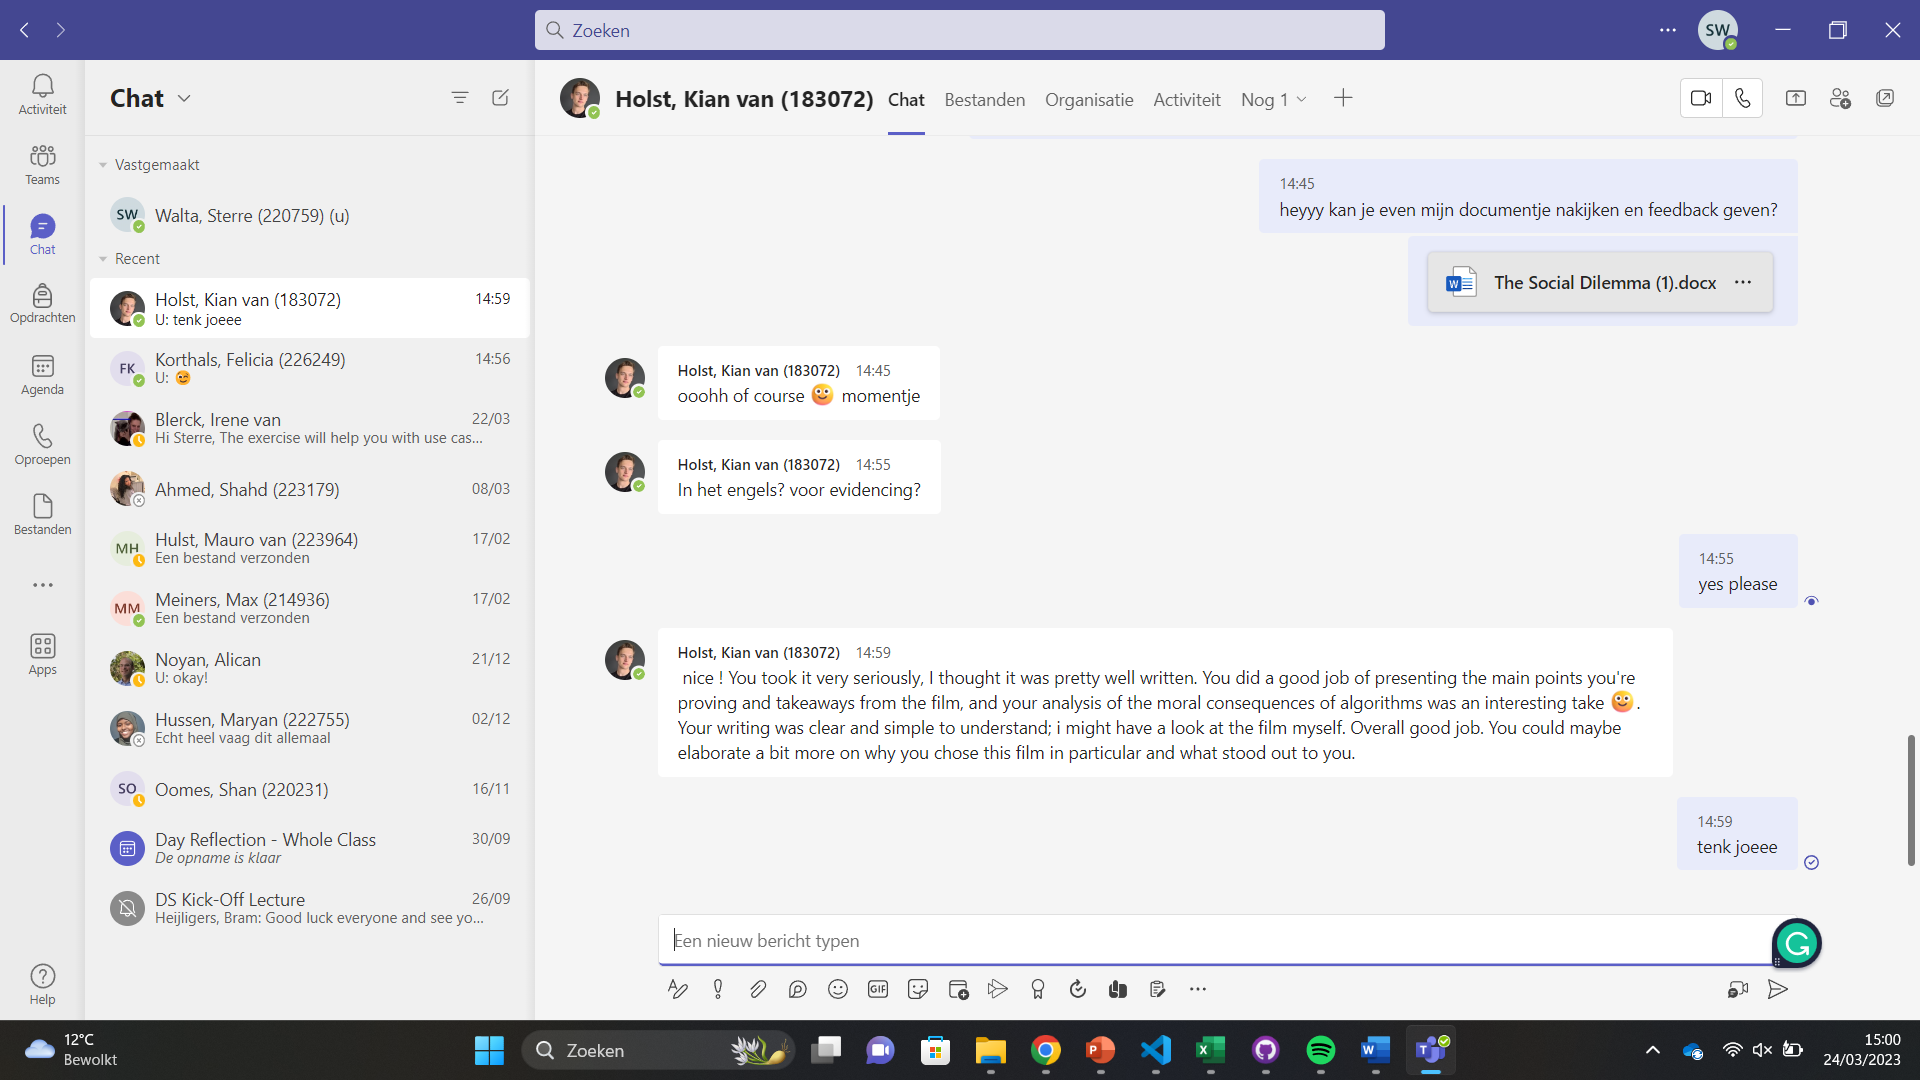 Zoeken
SW
Activiteit
Teams
Chat
Opdrachten
Agenda
Oproepen
Bestanden
Apps
Help
Chat
Vastgemaakt
SW
Walta, Sterre (220759) (u)
Recent
Holst, Kian van (183072) 14:59
U: tenk joeee
FK
Korthals, Felicia (226249) 14:56
U:
Blerck, Irene van 22/03
Hi Sterre, The exercise will help you with use cas...
Ahmed, Shahd (223179) 08/03
MH
Hulst, Mauro van (223964) 17/02
Een bestand verzonden
MM
Meiners, Max (214936) 17/02
Een bestand verzonden
Noyan, Alican 21/12
U: okay!
Hussen, Maryan (222755) 02/12
Echt heel vaag dit allemaal
SO
Oomes, Shan (220231) 16/11
Day Reflection - Whole Class 30/09
De opname is klaar
DS Kick-Off Lecture 26/09
Heijligers, Bram: Good luck everyone and see yo...
Holst, Kian van (183072) Chat Bestanden Organisatie Activiteit Nog 1
14:45
heyyy kan je even mijn documentje nakijken en feedback geven?
The Social Dilemma (1).docx
Holst, Kian van (183072) 14:45
ooohh of course momentje
Holst, Kian van (183072) 14:55
In het engels? voor evidencing?
14:55
yes please
Holst, Kian van (183072) 14:59
nice ! You took it very seriously, I thought it was pretty well written. You did a good job of presenting the main points you're
proving and takeaways from the film, and your analysis of the moral consequences of algorithms was an interesting take .
Your writing was clear and simple to understand; i might have a look at the film myself. Overall good job. You could maybe
elaborate a bit more on why you chose this film in particular and what stood out to you.
14:59
tenk joeee
Een nieuw bericht typen
GIF
12°C
Bewolkt
Zoeken
15:00
24/03/2023